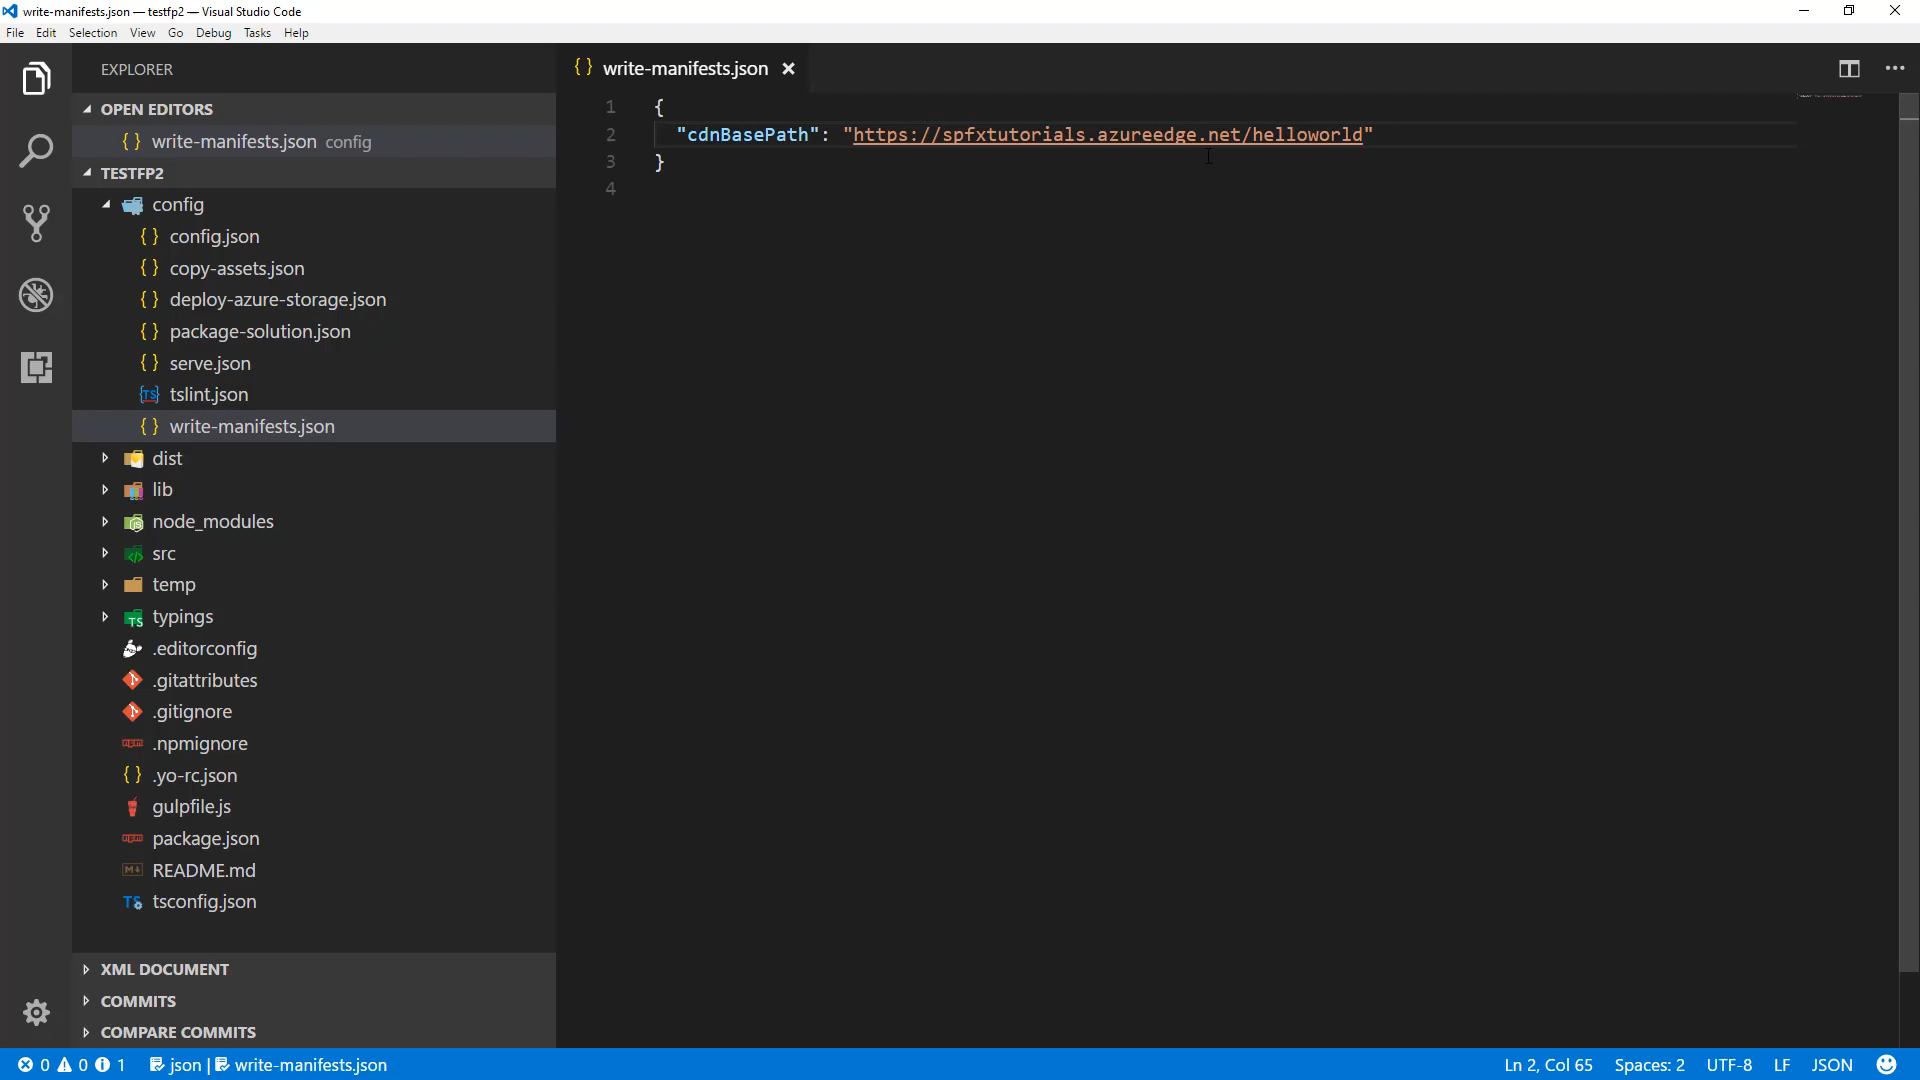 write-manifests.json — testfp2 — Visual Studio Code
File Edit Selection View Go Debug Tasks Help
EXPLORER
OPEN EDITORS
{ } write-manifests.json config
TESTFP2
config
{ } config.json
{ } copy-assets.json
{ } deploy-azure-storage.json
{ } package-solution.json
{ } serve.json
TS tslint.json
{ } write-manifests.json
dist
lib
node_modules
src
temp
TS typings
.editorconfig
.gitattributes
.gitignore
npm .npmignore
{ } .yo-rc.json
gulpfile.js
npm package.json
M README.md
TS tsconfig.json
XML DOCUMENT
COMMITS
COMPARE COMMITS
{ } write-manifests.json
1 {
2 "cdnBasePath": "https://spfxtutorials.azureedge.net/helloworld"
3 }
4
0 0 1 json | write-manifests.json Ln 2, Col 65 Spaces: 2 UTF-8 LF JSON